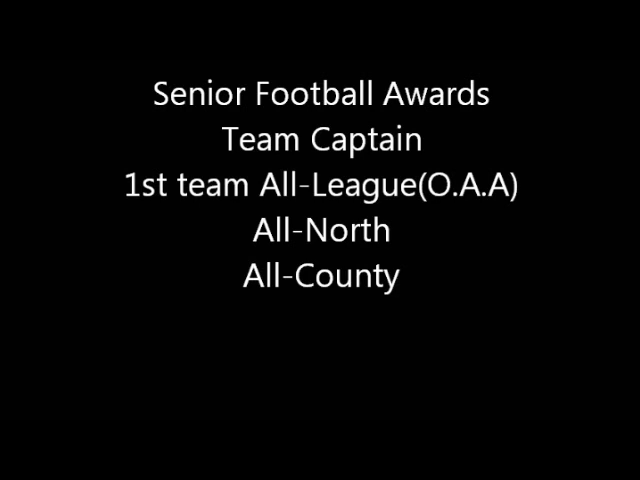 Senior Football Awards
Team Captain
1st team All-League(O.A.A)
All-North
All-County